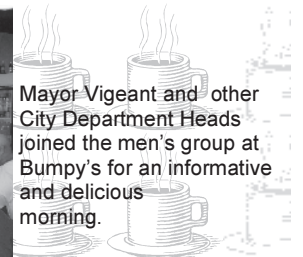 Mayor Vigeant and other
City Department Heads
joined the men's group at
Bumpy's for an informative
and delicious
morning.